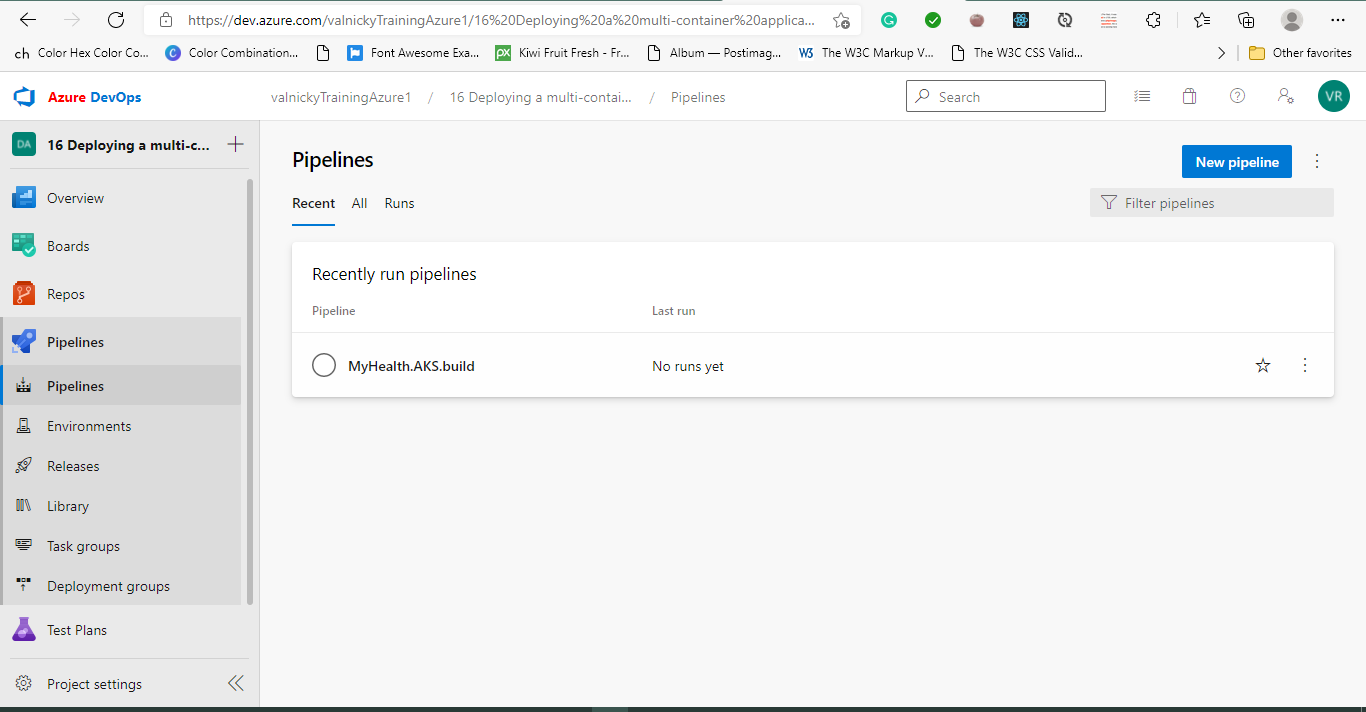 https://dev.azure.com/valnickyTrainingAzure1/16%20Deploying%20a%20multi-container%20applica...
ch Color Hex Color Co... C Color Combination... Font Awesome Exa... px Kiwi Fruit Fresh - Fr... Album — Postimag... W3 The W3C Markup V... The W3C CSS Valid... Other favorites
Azure DevOps valnickyTrainingAzure1 / 16 Deploying a multi-contai... / Pipelines Search VR
DA 16 Deploying a multi-c...
Overview
Boards
Repos
Pipelines
Pipelines
Environments
Releases
Library
Task groups
Deployment groups
Test Plans
Project settings
Pipelines
New pipeline
Recent All Runs
Filter pipelines
Recently run pipelines
Pipeline Last run
MyHealth.AKS.build No runs yet